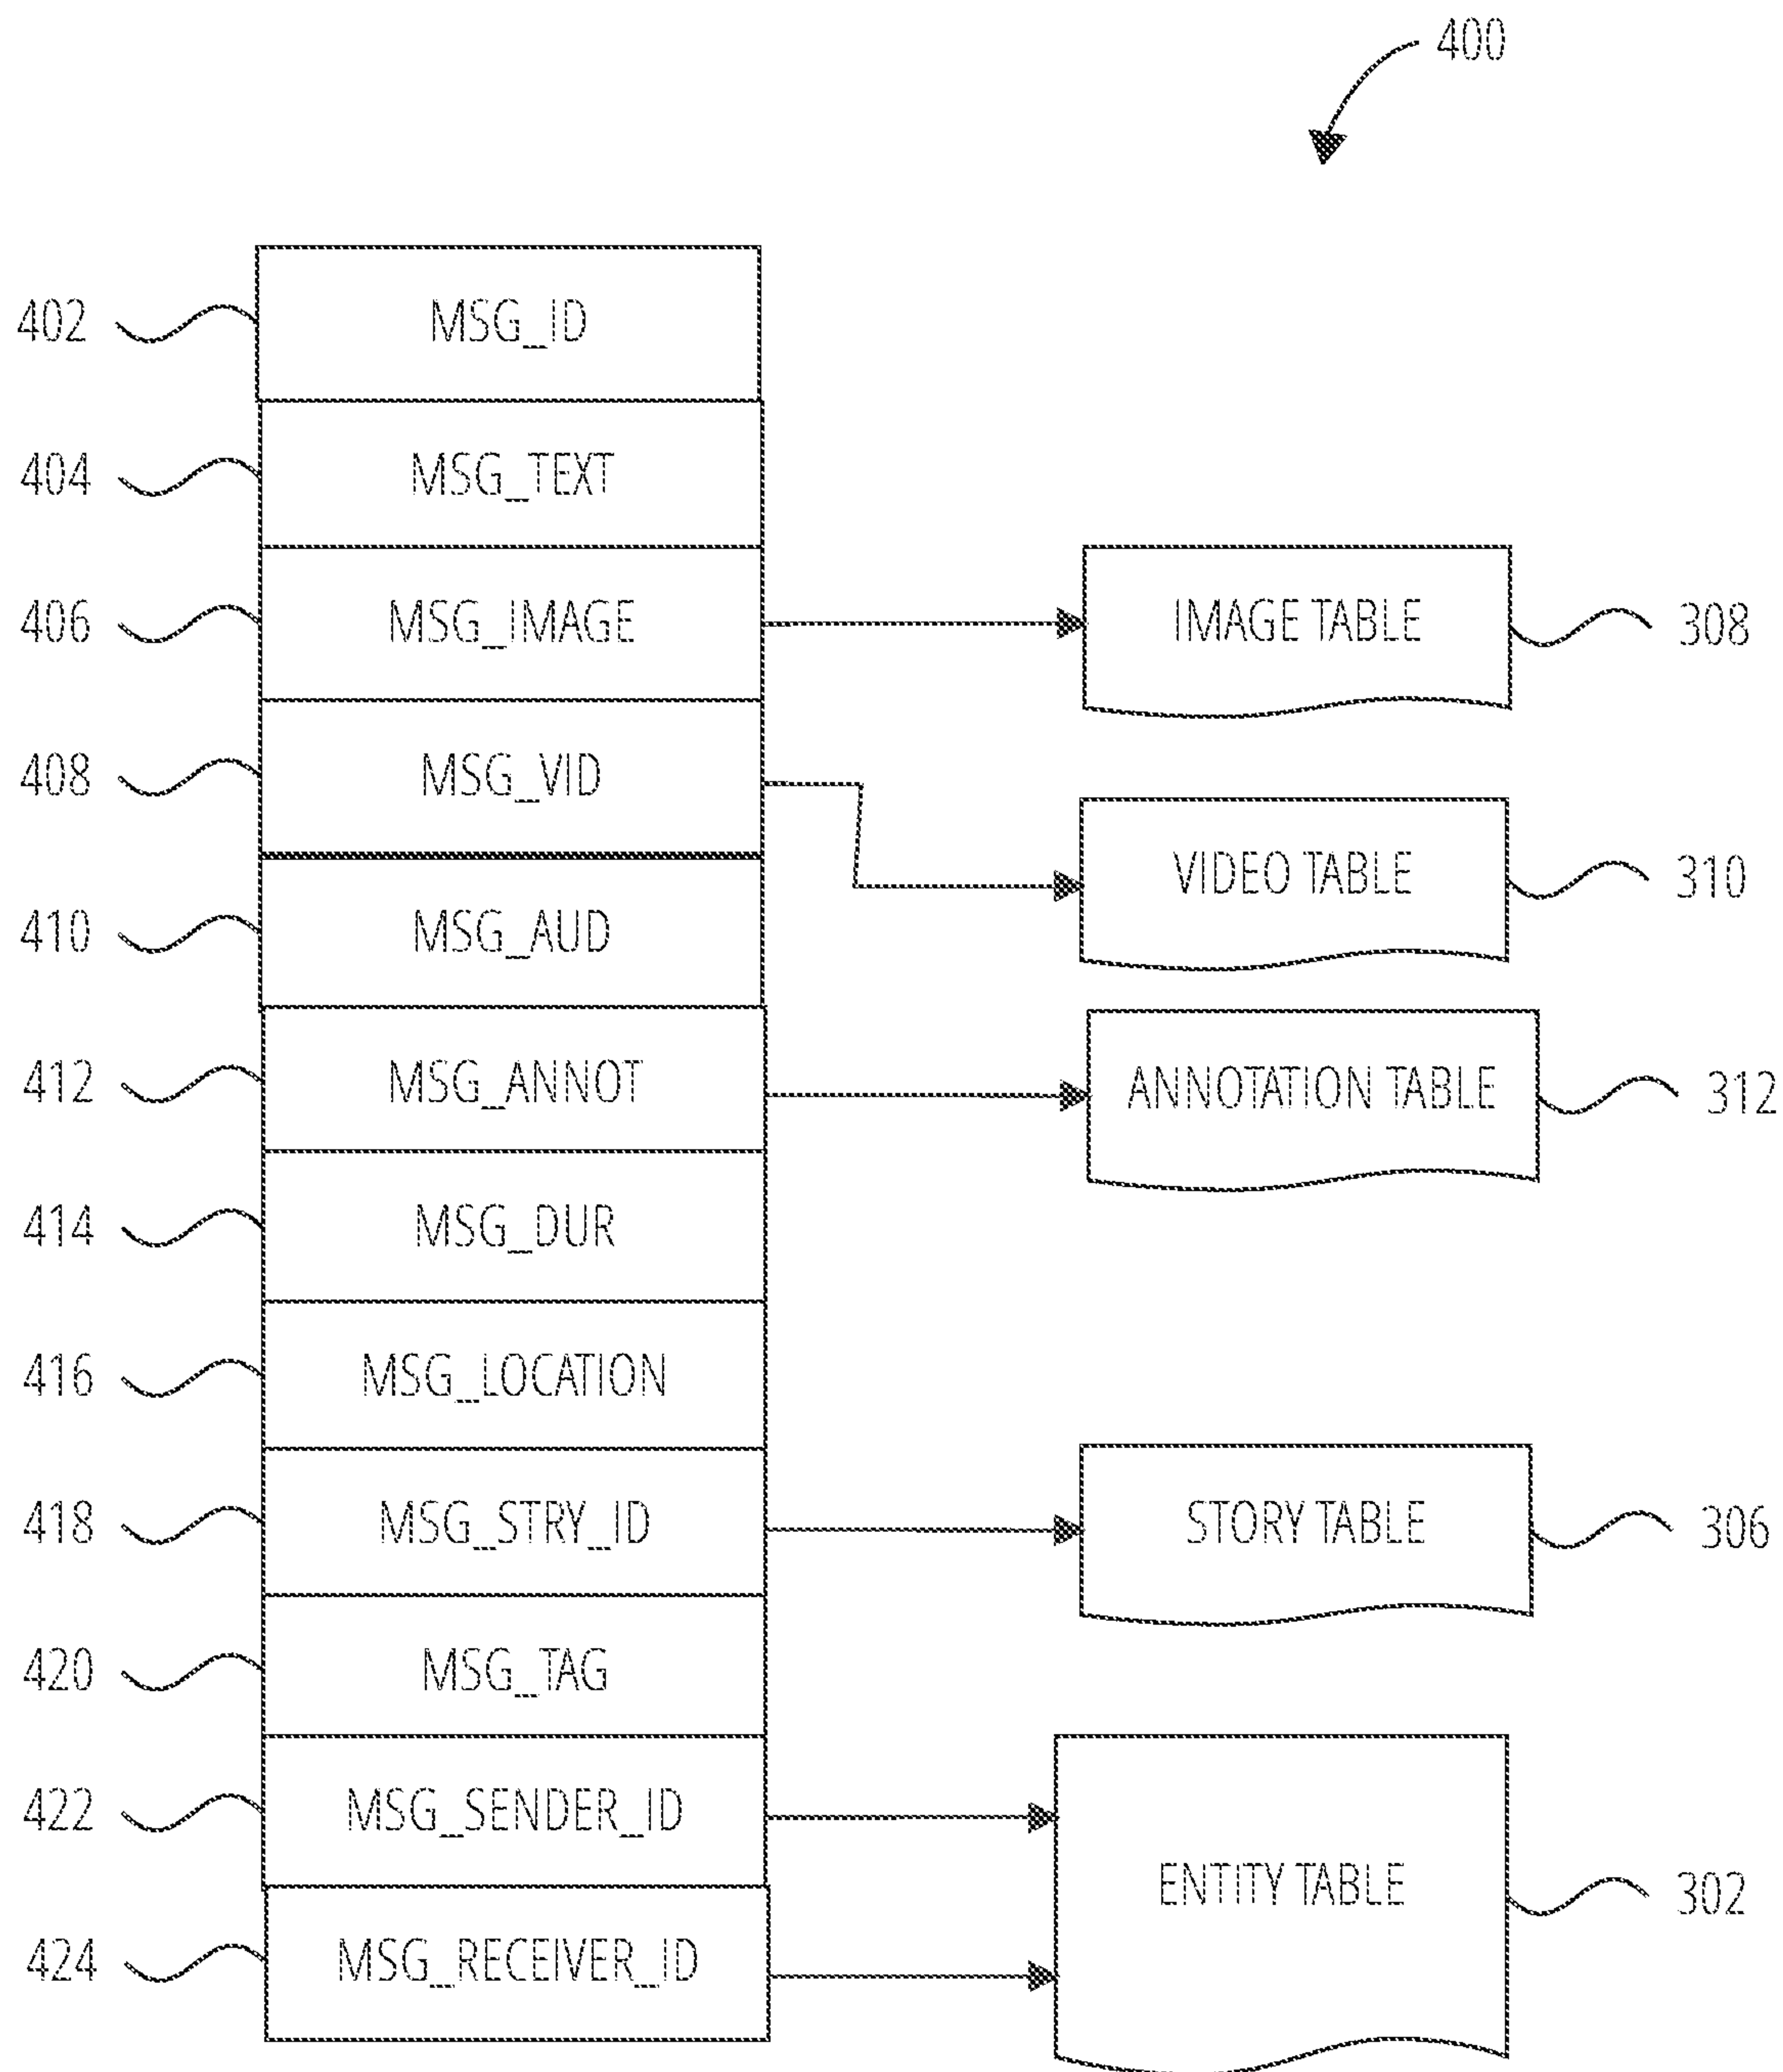 400
402 MSG_ID
404 MSG_TEXT
406 MSG_IMAGE IMAGE TABLE 308
408 MSG_VID
VIDEO TABLE 310
410 MSG_AUD
412 MSG_ANNOT ANNOTATION TABLE 312
414 MSG_DUR
416 MSG_LOCATION
418 MSG_STRY_ID STORY TABLE 306
420 MSG_TAG
422 MSG_SENDER_ID
ENTITY TABLE 302
424 MSG_RECEIVER_ID